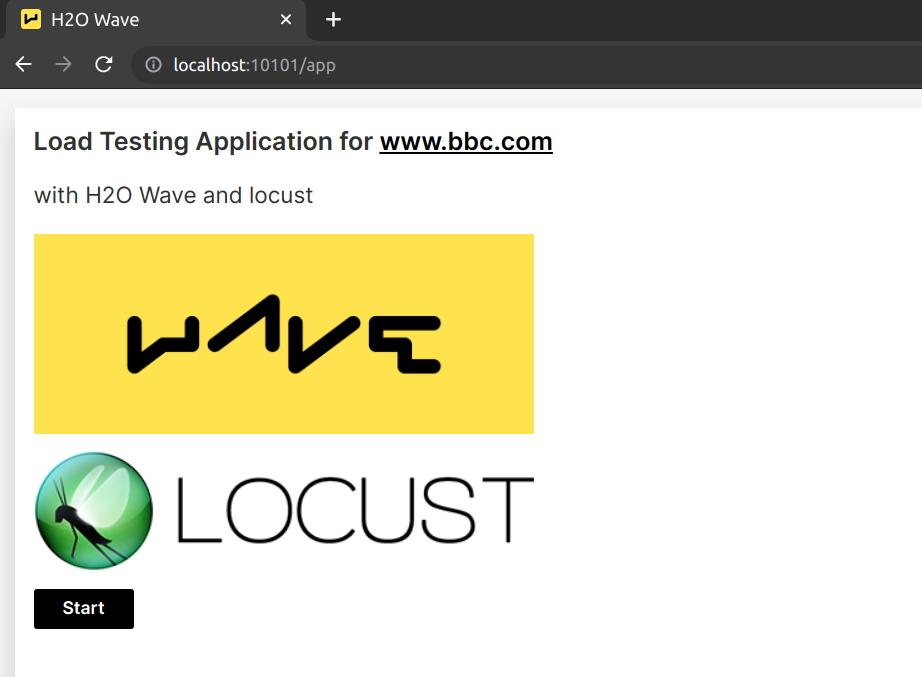 H2O Wave
localhost:10101/app
Load Testing Application for www.bbc.com
with H2O Wave and locust
WAVE
LOCUST
Start